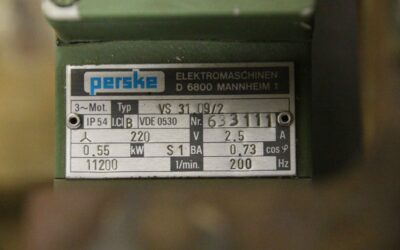 perske ELEKTROMASCHINEN
D 6800 MANNHEIM 1
3~Mot. Typ VS 31.09/2
IP 54 I.Cl B VDE 0530 Nr. 633111
⅄ 220 V 2.5 A
0.55 kW S 1 BA 0.73 cos φ
11200 1/min. 200 Hz